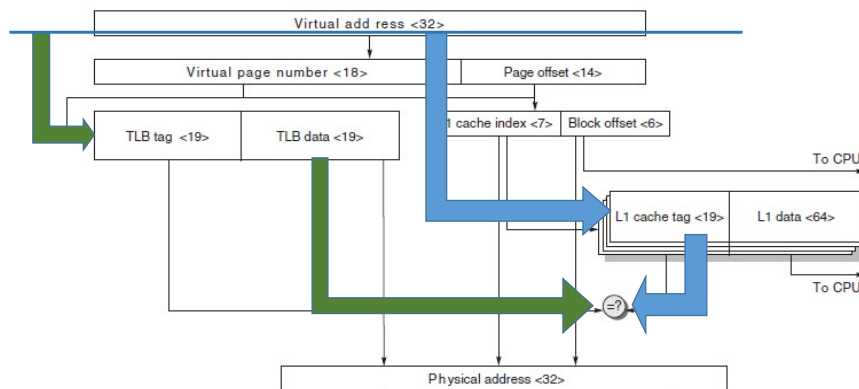 Virtual add ress <32>
Virtual page number <18> Page offset <14>
TLB tag <19> TLB data <19> 1 cache index <7> Block offset <6>
To CPU
L1 cache tag <19> L1 data <64>
To CPU
=?
Physical address <32>